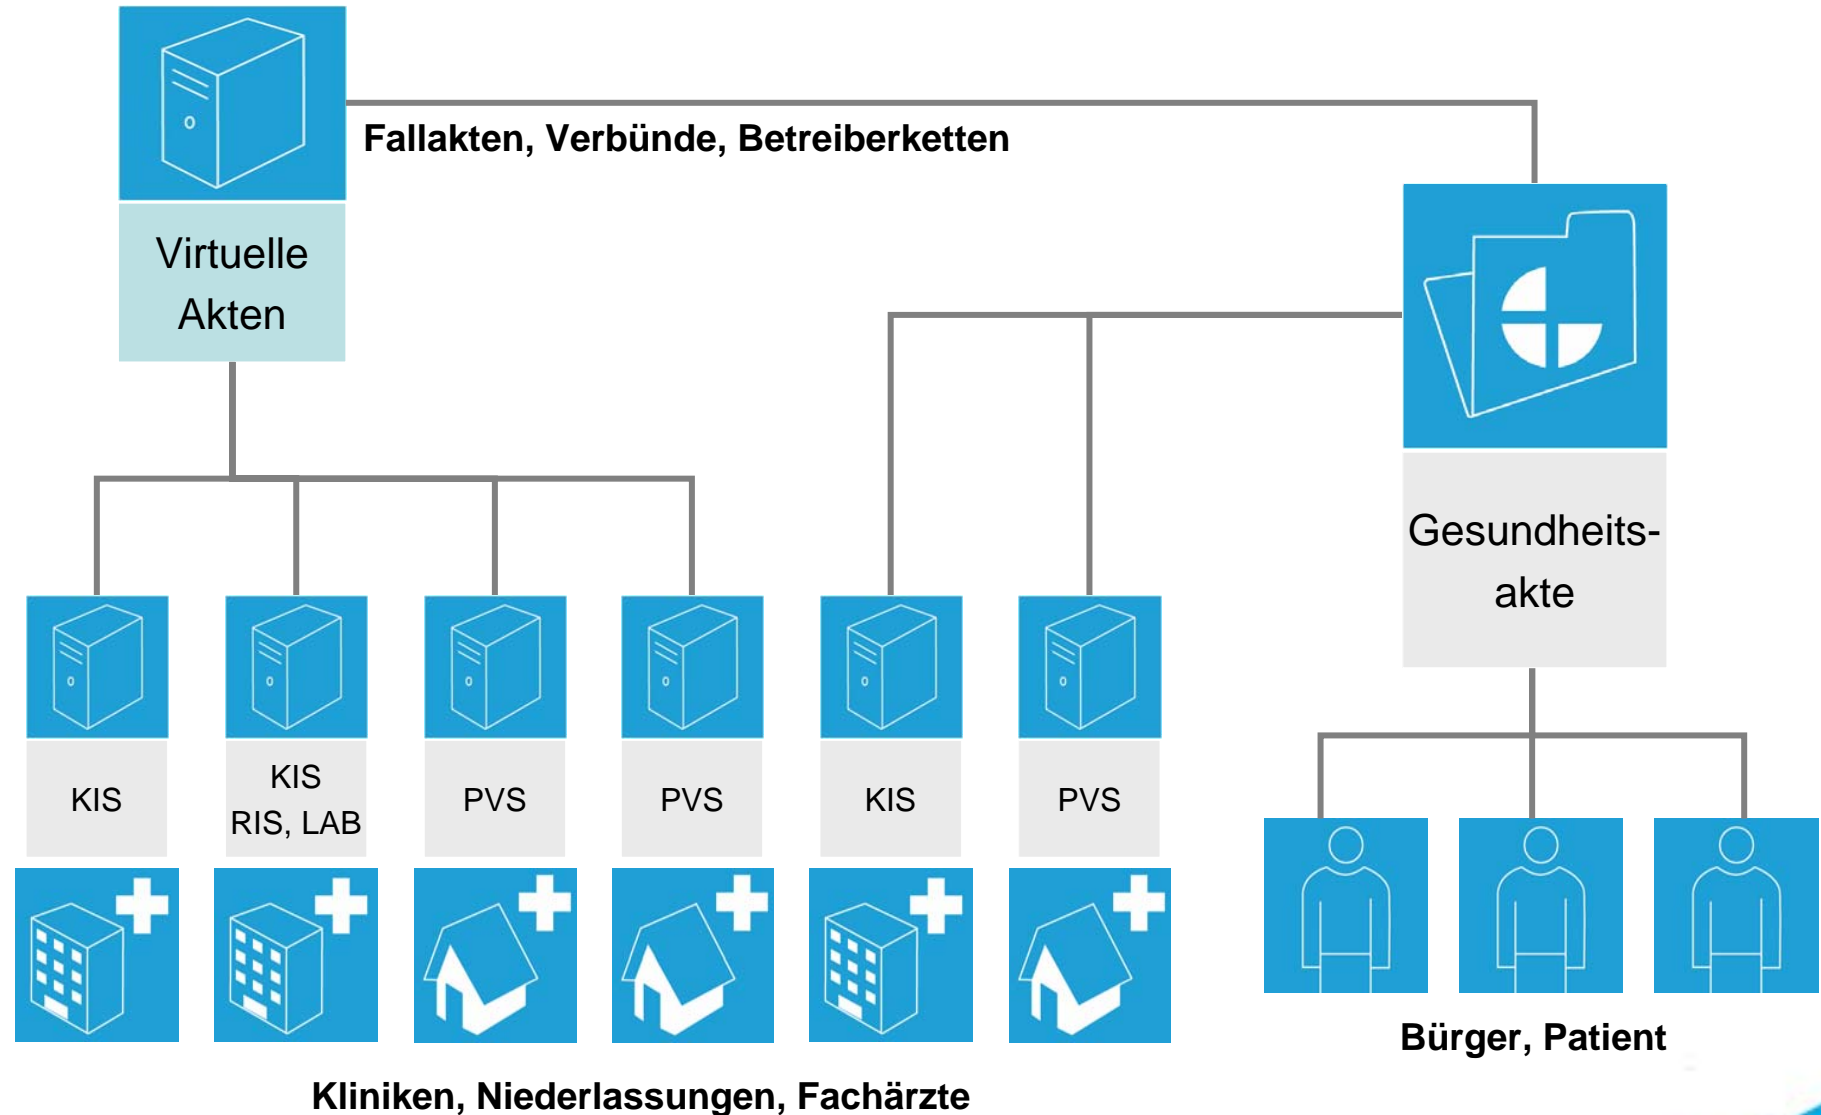 Fallakten, Verbünde, Betreiberketten
Virtuelle
Akten
Gesundheits-
akte
KIS
KIS
RIS, LAB
PVS
PVS
KIS
PVS
Bürger, Patient
Kliniken, Niederlassungen, Fachärzte